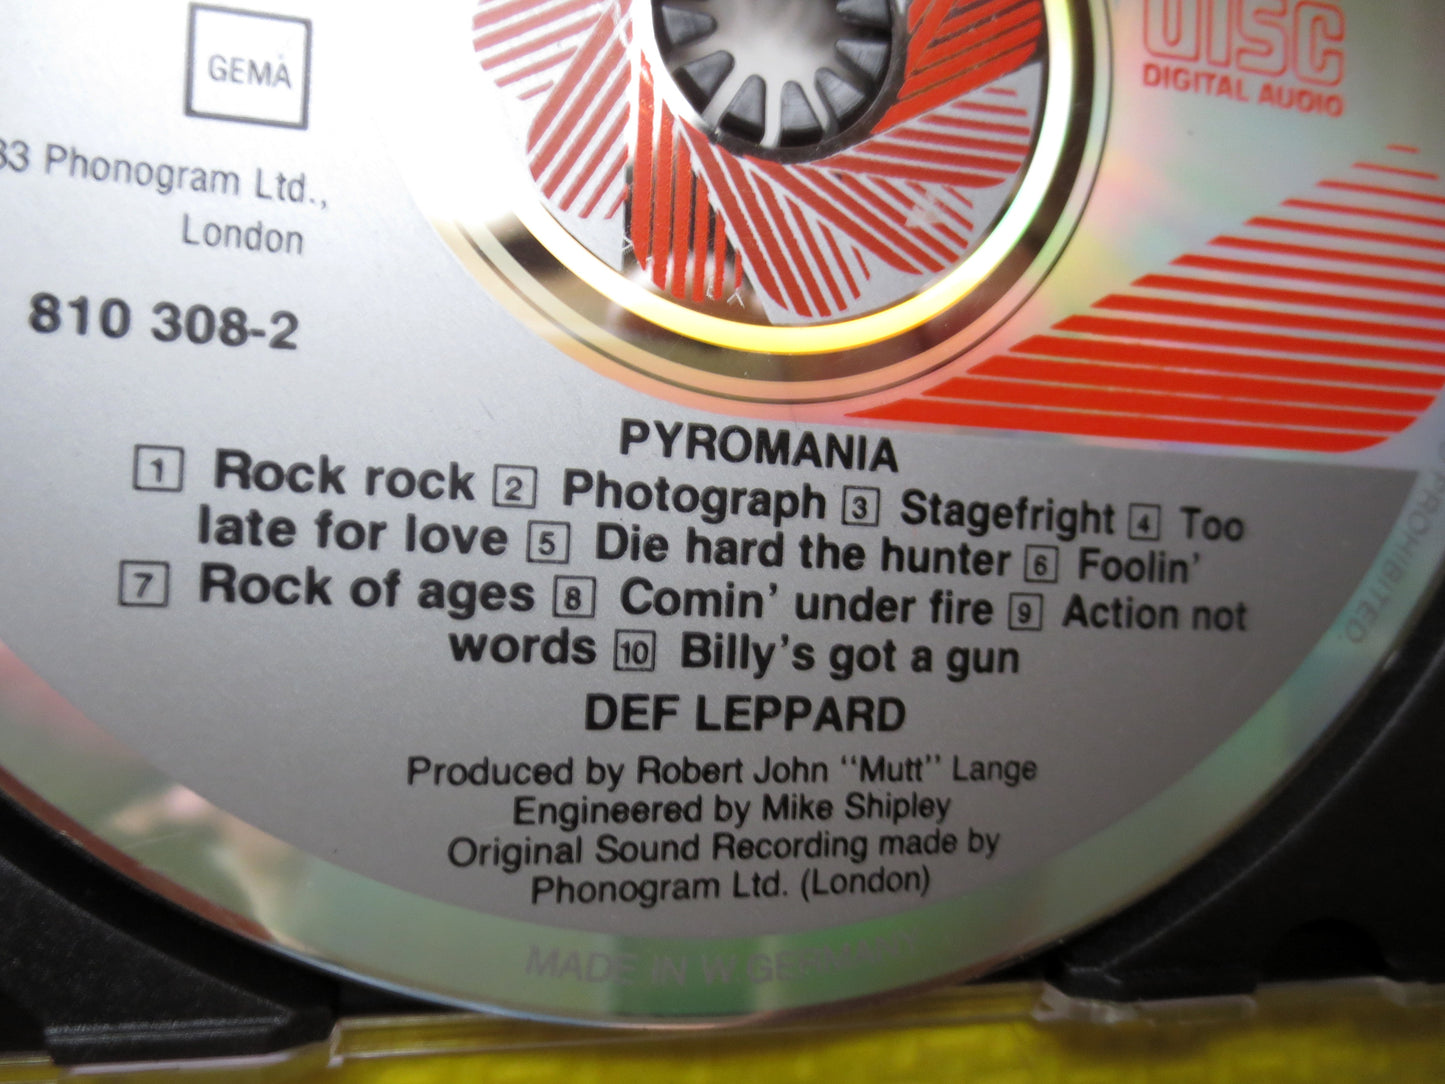 GEMA
83 Phonogram Ltd.,
London
810 308-2
DISC
DIGITAL AUDIO
PYROMANIA
1 Rock rock 2 Photograph 3 Stagefright 4 Too
late for love 5 Die hard the hunter 6 Foolin'
7 Rock of ages 8 Comin' under fire 9 Action not
words 10 Billy's got a gun
DEF LEPPARD
Produced by Robert John "Mutt" Lange
Engineered by Mike Shipley
Original Sound Recording made by
Phonogram Ltd. (London)
MADE IN W. GERMANY
PROHIBITED.